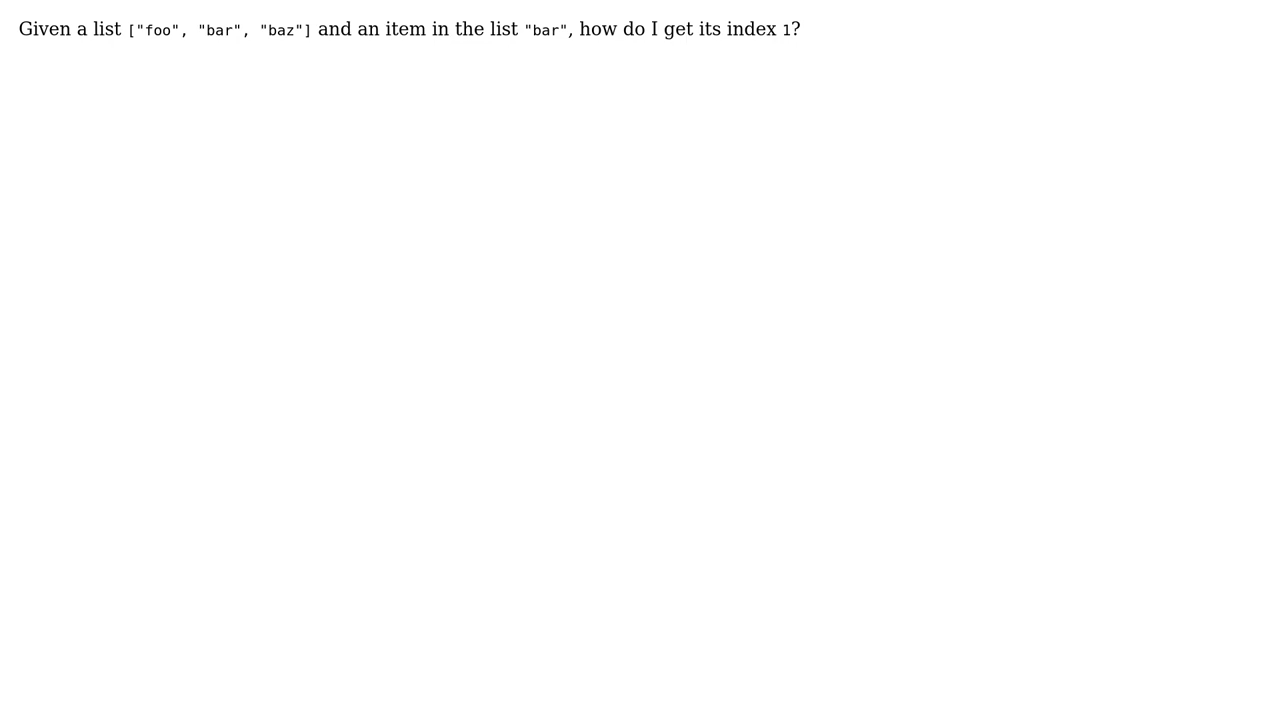 Given a list ["foo", "bar", "baz"] and an item in the list "bar", how do I get its index 1?